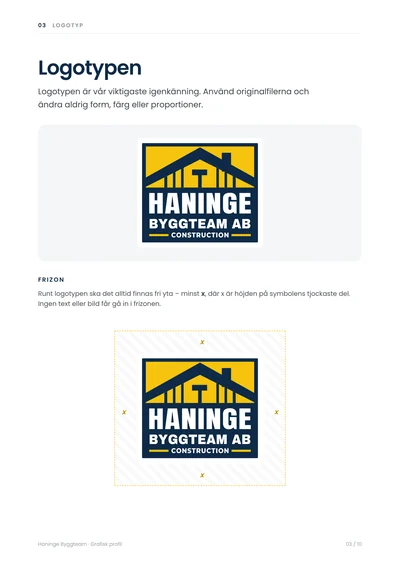 03 LOGOTYP
Logotypen
Logotypen är vår viktigaste igenkänning. Använd originalfilerna och
ändra aldrig form, färg eller proportioner.
HANINGE
BYGGTEAM AB
CONSTRUCTION
FRIZON
Runt logotypen ska det alltid finnas fri yta – minst x, där x är höjden på symbolens tjockaste del.
Ingen text eller bild får gå in i frizonen.
x
x
x
HANINGE
BYGGTEAM AB
CONSTRUCTION
x
Haninge Byggteam · Grafisk profil
03 / 10